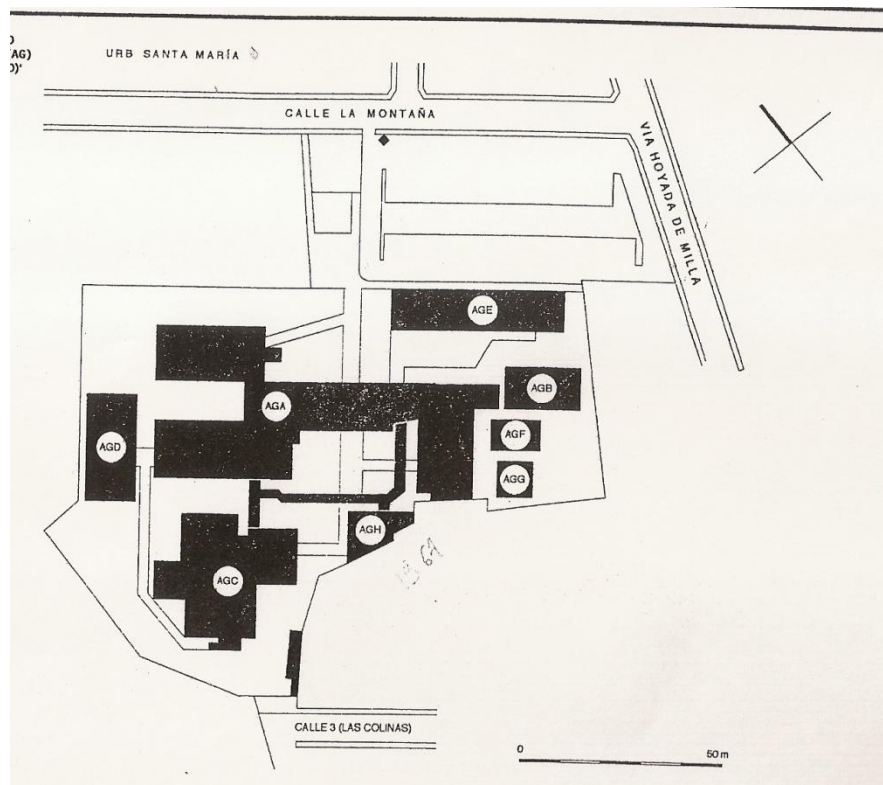 AG)
URB SANTA MARÍA
CALLE LA MONTAÑA
VIA HOYADA DE MILLA
AGE
AGB
AGA
AGF
AGD
AGG
AGH
AGC
CALLE 3 (LAS COLINAS)
0 50 m